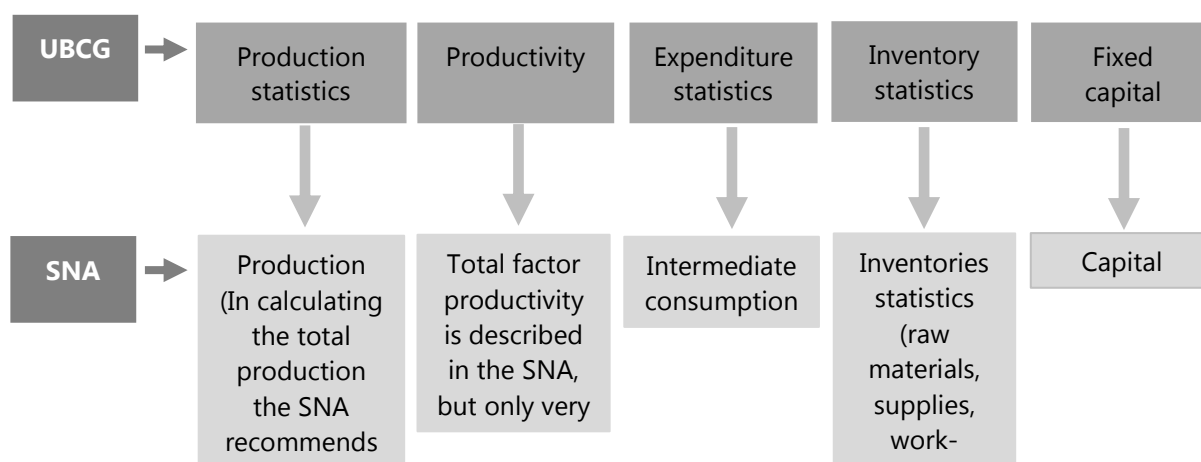 UBCG
Production
statistics
Productivity
Expenditure
statistics
Inventory
statistics
Fixed
capital
SNA
Production
(In calculating
the total
production
the SNA
recommends
Total factor
productivity
is described
in the SNA,
but only very
Intermediate
consumption
Inventories
statistics
(raw
materials,
supplies,
work-
Capital